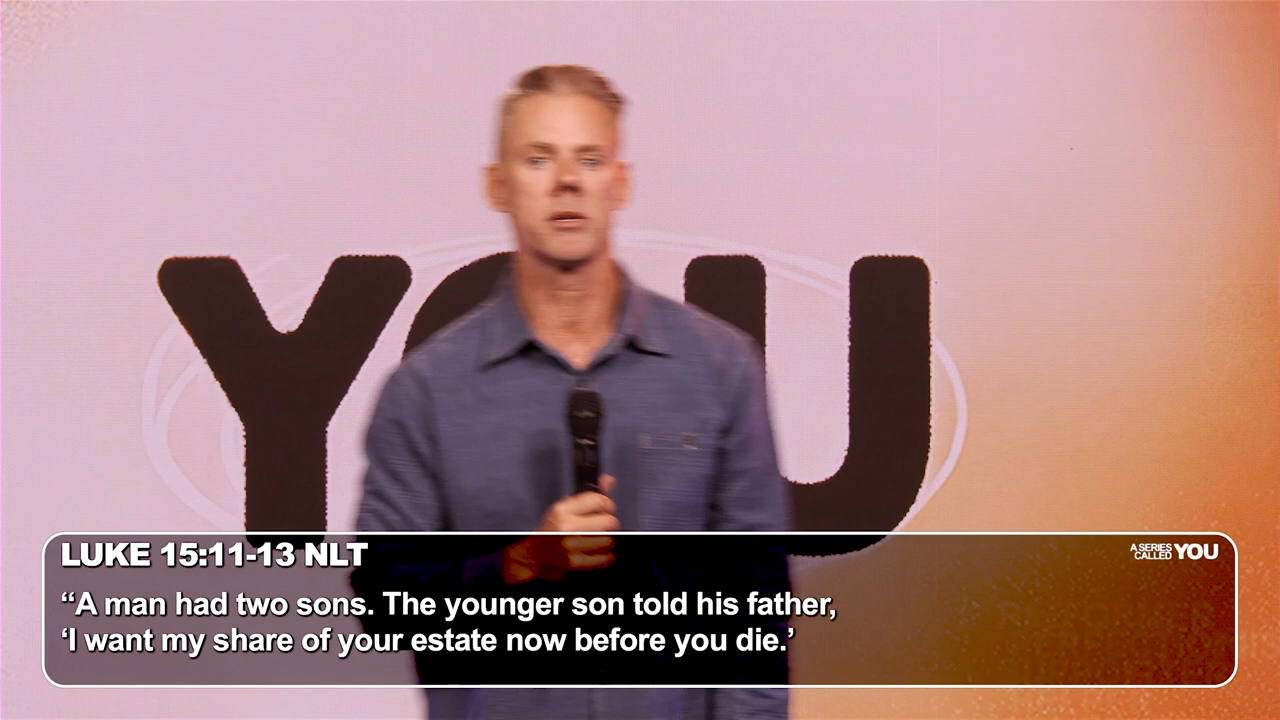 YOU
LUKE 15:11-13 NLT
A SERIES
CALLED YOU
“A man had two sons. The younger son told his father,
‘I want my share of your estate now before you die.’